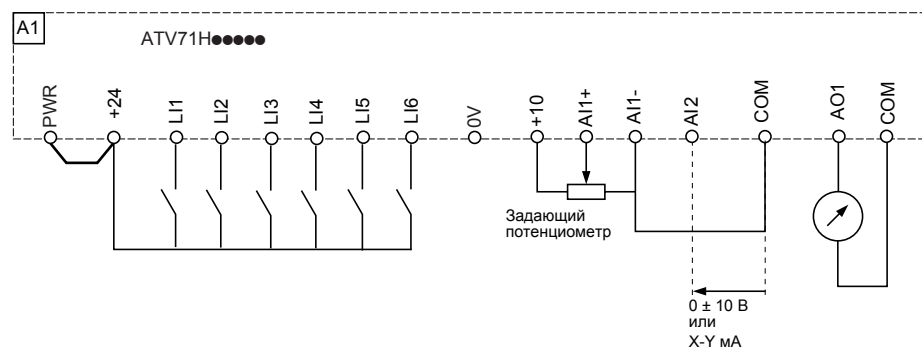 A1
ATV71H●●●●●
PWR
+24
LI1
LI2
LI3
LI4
LI5
LI6
0V
+10
AI1+
AI1-
AI2
COM
AO1
COM
Задающий
потенциометр
0 ± 10 В
или
X-Y мА